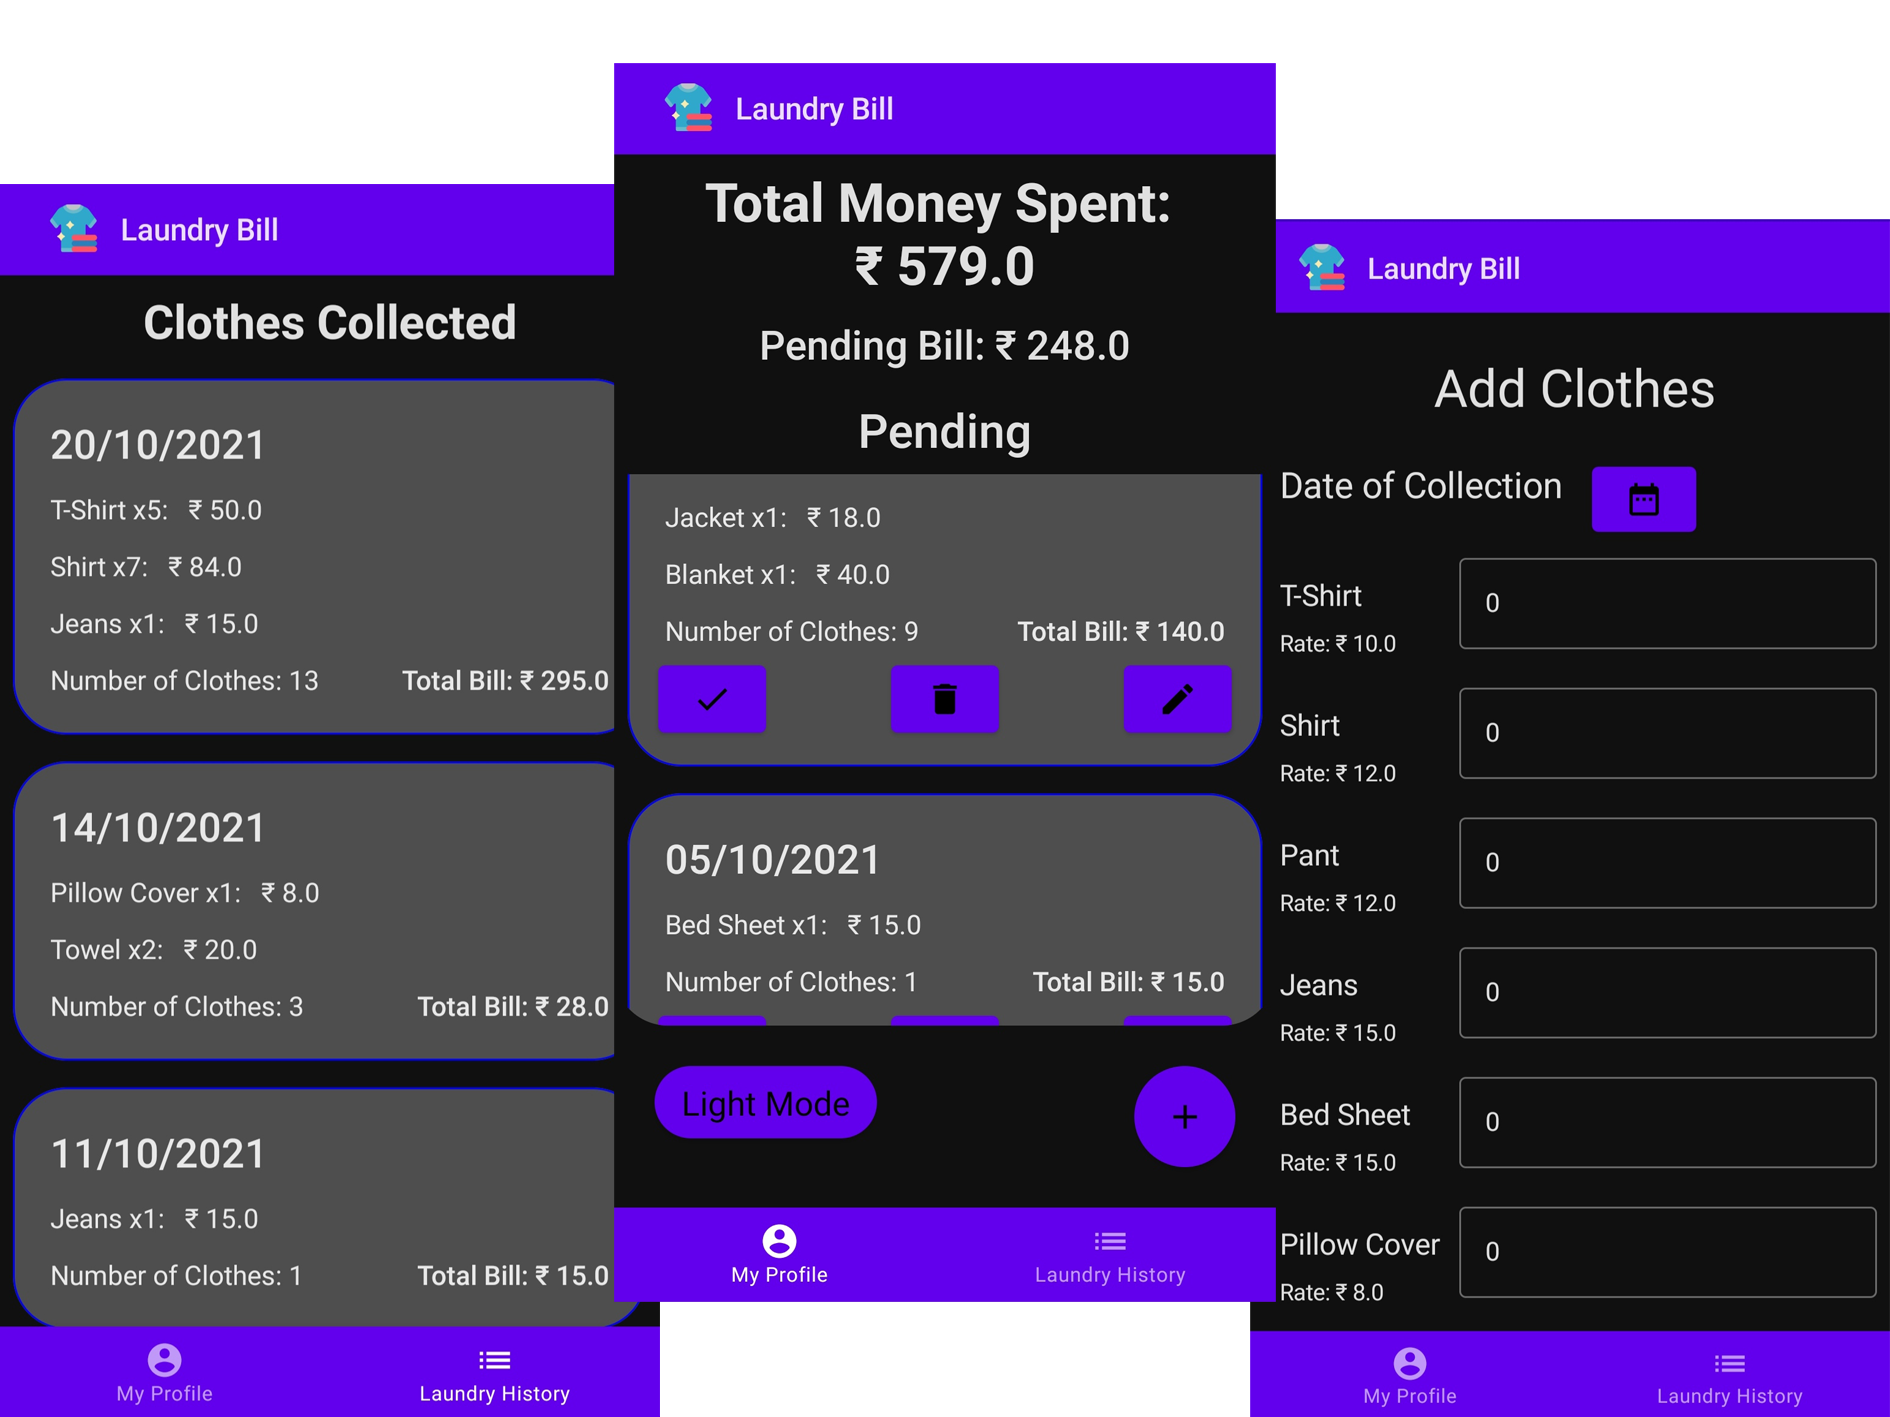 Laundry Bill
Clothes Collected
20/10/2021
T-Shirt x5: ₹ 50.0
Shirt x7: ₹ 84.0
Jeans x1: ₹ 15.0
Number of Clothes: 13 Total Bill: ₹ 295.0
14/10/2021
Pillow Cover x1: ₹ 8.0
Towel x2: ₹ 20.0
Number of Clothes: 3 Total Bill: ₹ 28.0
11/10/2021
Jeans x1: ₹ 15.0
Number of Clothes: 1 Total Bill: ₹ 15.0
My Profile Laundry History
Laundry Bill
Total Money Spent:
₹ 579.0
Pending Bill: ₹ 248.0
Pending
Jacket x1: ₹ 18.0
Blanket x1: ₹ 40.0
Number of Clothes: 9 Total Bill: ₹ 140.0
05/10/2021
Bed Sheet x1: ₹ 15.0
Number of Clothes: 1 Total Bill: ₹ 15.0
Light Mode +
My Profile Laundry History
Laundry Bill
Add Clothes
Date of Collection
T-Shirt 0
Rate: ₹ 10.0
Shirt 0
Rate: ₹ 12.0
Pant 0
Rate: ₹ 12.0
Jeans 0
Rate: ₹ 15.0
Bed Sheet 0
Rate: ₹ 15.0
Pillow Cover 0
Rate: ₹ 8.0
My Profile Laundry History